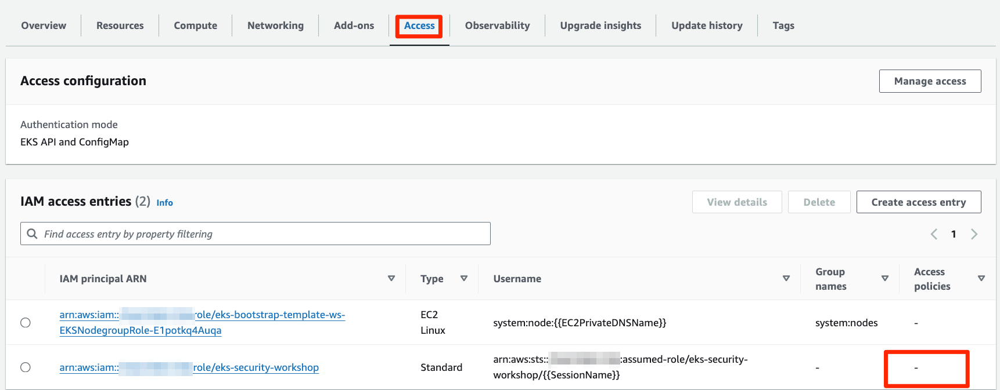 Overview Resources Compute Networking Add-ons Access Observability Upgrade insights Update history Tags
Access configuration
Manage access
Authentication mode
EKS API and ConfigMap
IAM access entries (2) Info
View details Delete Create access entry
Find access entry by property filtering
1
IAM principal ARN Type Username Group names Access policies
arn:aws:iam:: role/eks-bootstrap-template-ws-
EKSNodegroupRole-E1potkq4Auqa
EC2
Linux
system:node:{{EC2PrivateDNSName}}
system:nodes
-
arn:aws:iam:: role/eks-security-workshop
Standard
arn:aws:sts:: :assumed-role/eks-security-
workshop/{{SessionName}}
-
-